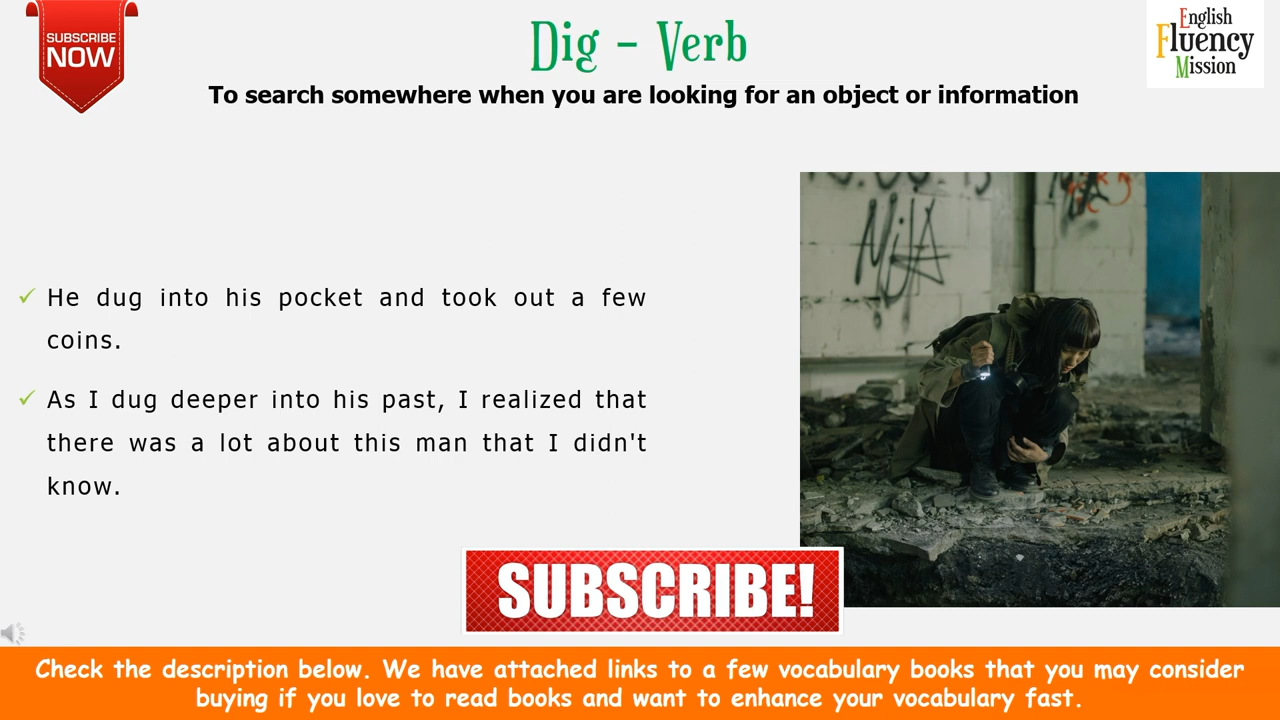 SUBSCRIBE
NOW
Dig – Verb
English
Fluency
Mission
To search somewhere when you are looking for an object or information
He dug into his pocket and took out a few
coins.
As I dug deeper into his past, I realized that
there was a lot about this man that I didn't
know.
SUBSCRIBE!
Check the description below. We have attached links to a few vocabulary books that you may consider
buying if you love to read books and want to enhance your vocabulary fast.